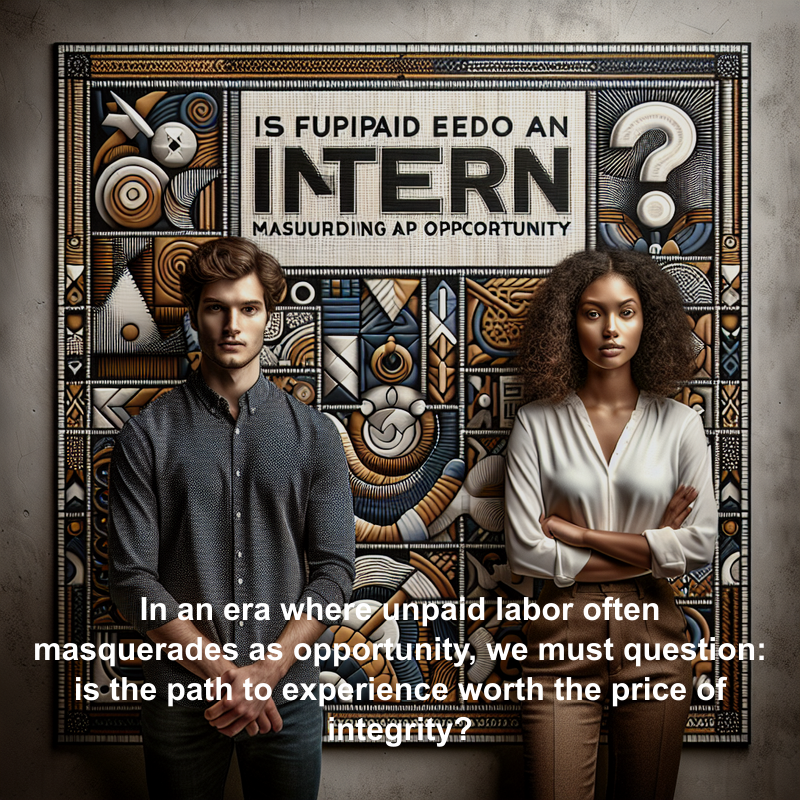 IS FUPIPAID EEDO AN
INTERN
MASUURDING AP OPPCORTUNITY
In an era where unpaid labor often
masquerades as opportunity, we must question:
is the path to experience worth the price of
integrity?